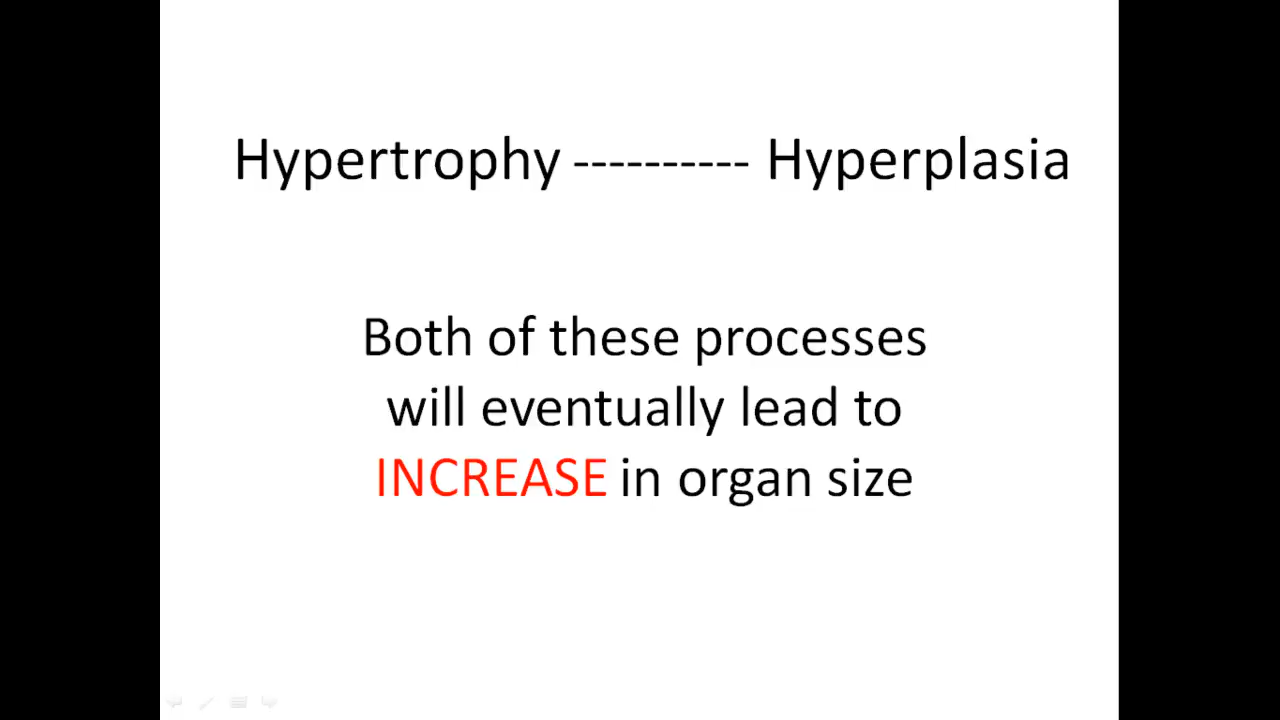 Hypertrophy ---------- Hyperplasia
Both of these processes
will eventually lead to
INCREASE in organ size